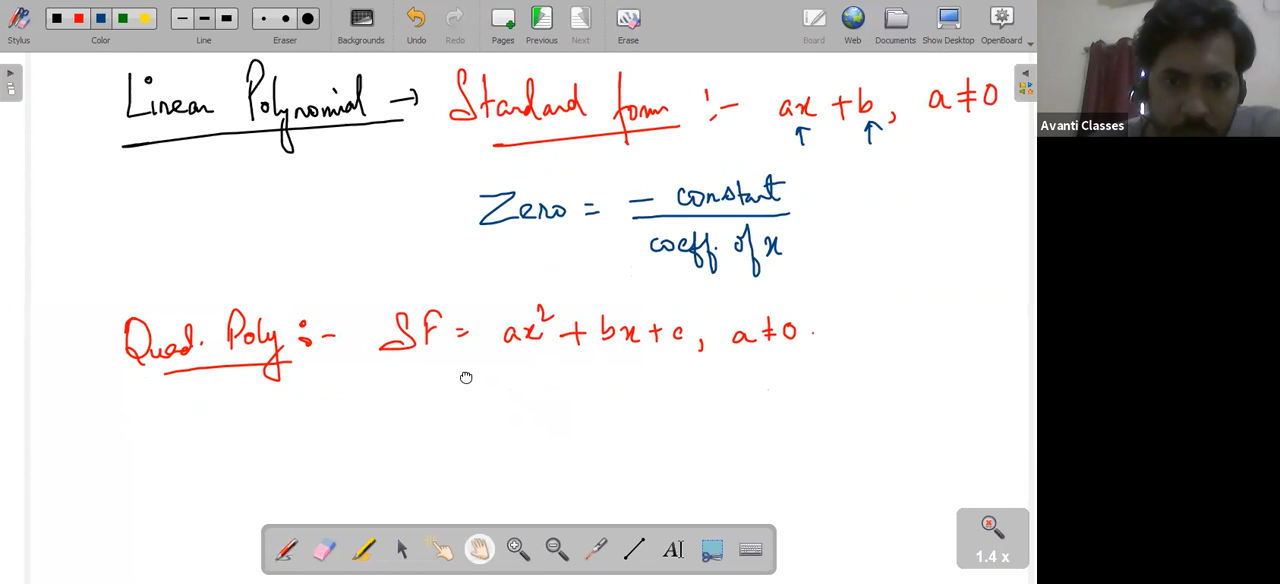 Stylus Color Line Eraser Backgrounds Undo Redo Pages Previous Next Erase Board Web Documents Show Desktop OpenBoard
Linear Polynomial → Standard form :- ax + b, a ≠ 0
Avanti Classes
Zero = - constant / coeff. of x
Quad. Poly :- SF = ax² + bx + c, a ≠ 0.
1.4 x